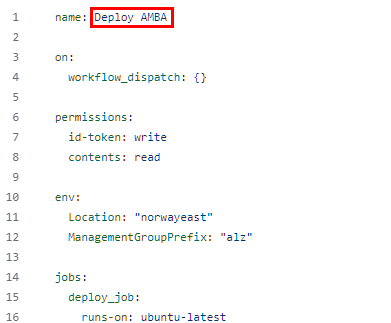 1 name: Deploy AMBA
2
3 on:
4 workflow_dispatch: {}
5
6 permissions:
7 id-token: write
8 contents: read
9
10 env:
11 Location: "norwayeast"
12 ManagementGroupPrefix: "alz"
13
14 jobs:
15 deploy_job:
16 runs-on: ubuntu-latest